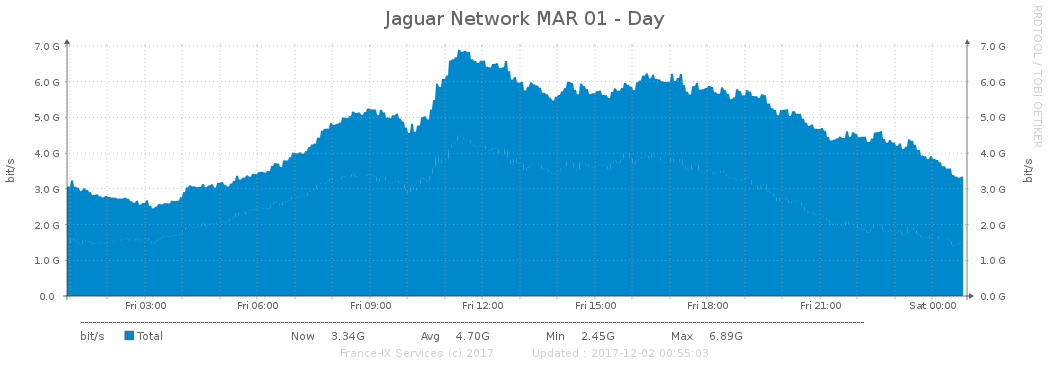 Jaguar Network MAR 01 - Day
RRDTOOL / TOBI OETIKER
7.0 G 7.0 G
6.0 G 6.0 G
5.0 G 5.0 G
4.0 G 4.0 G
3.0 G 3.0 G
2.0 G 2.0 G
1.0 G 1.0 G
0.0 0.0 G
bit/s bit/s
Fri 03:00 Fri 06:00 Fri 09:00 Fri 12:00 Fri 15:00 Fri 18:00 Fri 21:00 Sat 00:00
bit/s Total Now 3.34G Avg 4.70G Min 2.45G Max 6.89G
France-IX Services (c) 2017 Updated : 2017-12-02 00:55:03